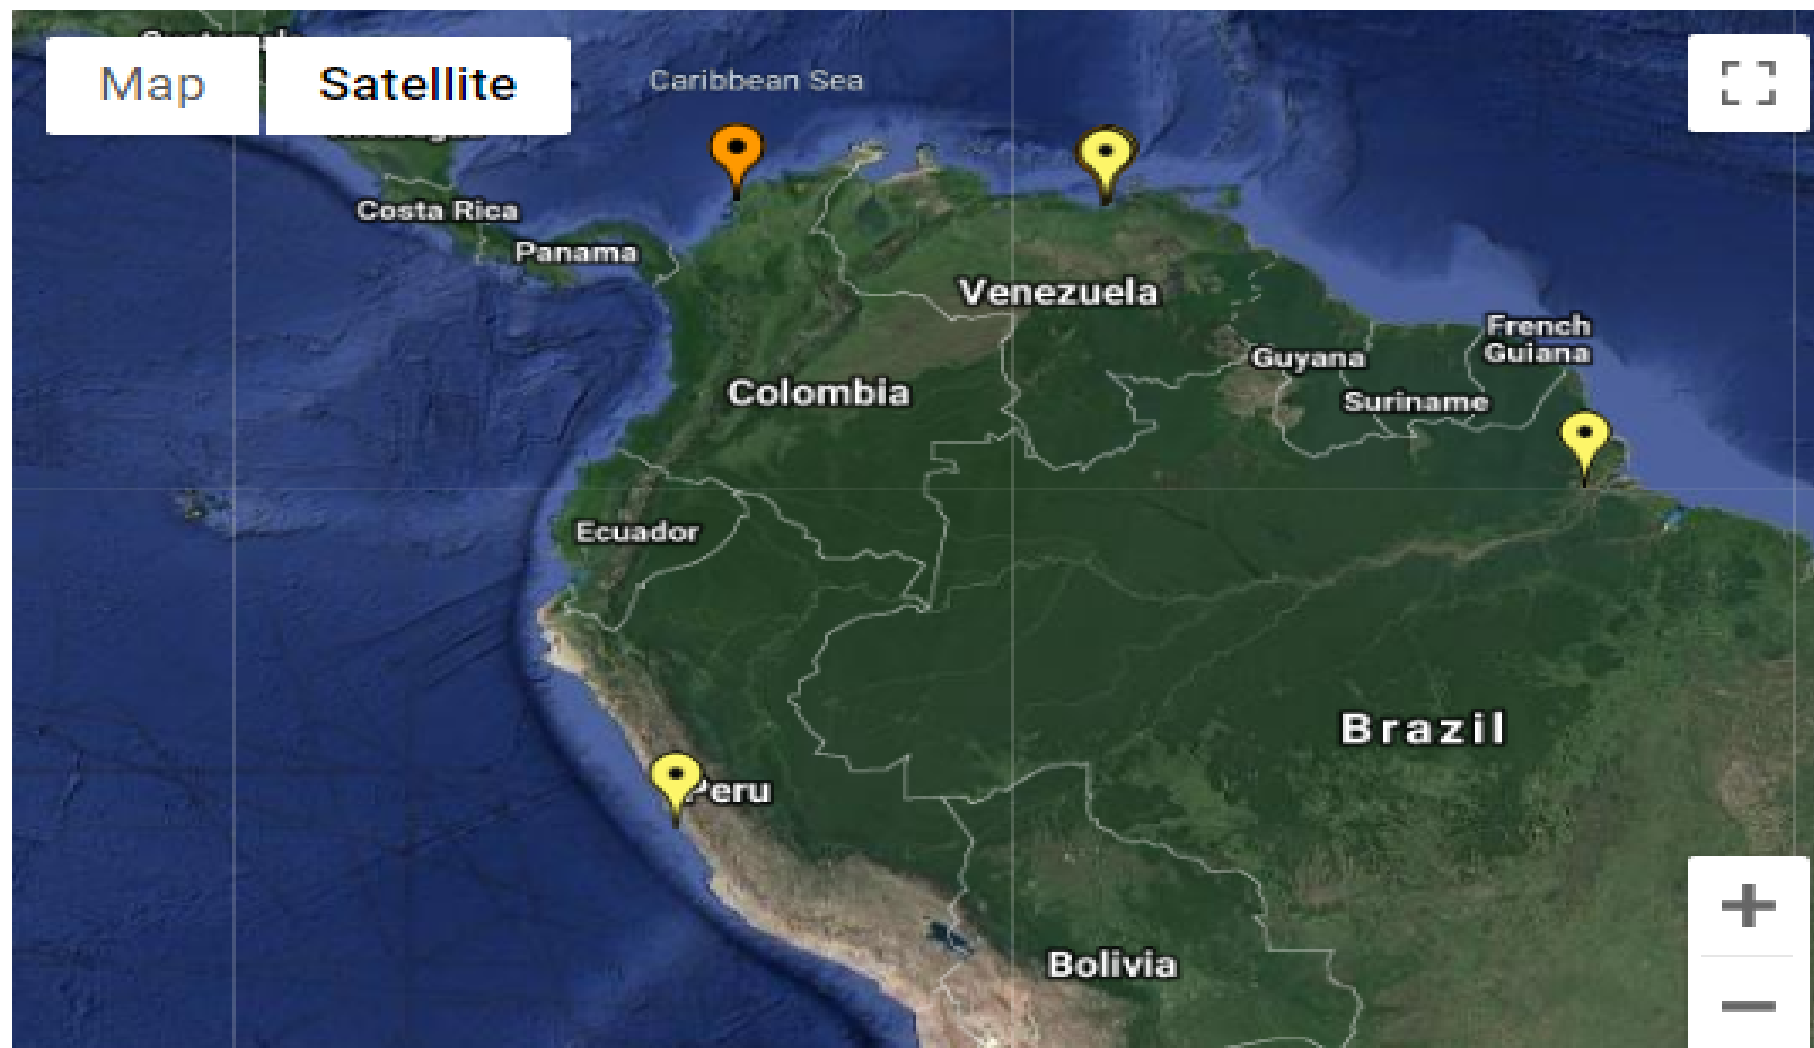 Map
Satellite
Caribbean Sea
Costa Rica
Panama
Venezuela
French
Guiana
Guyana
Colombia
Suriname
Ecuador
Brazil
Peru
Bolivia